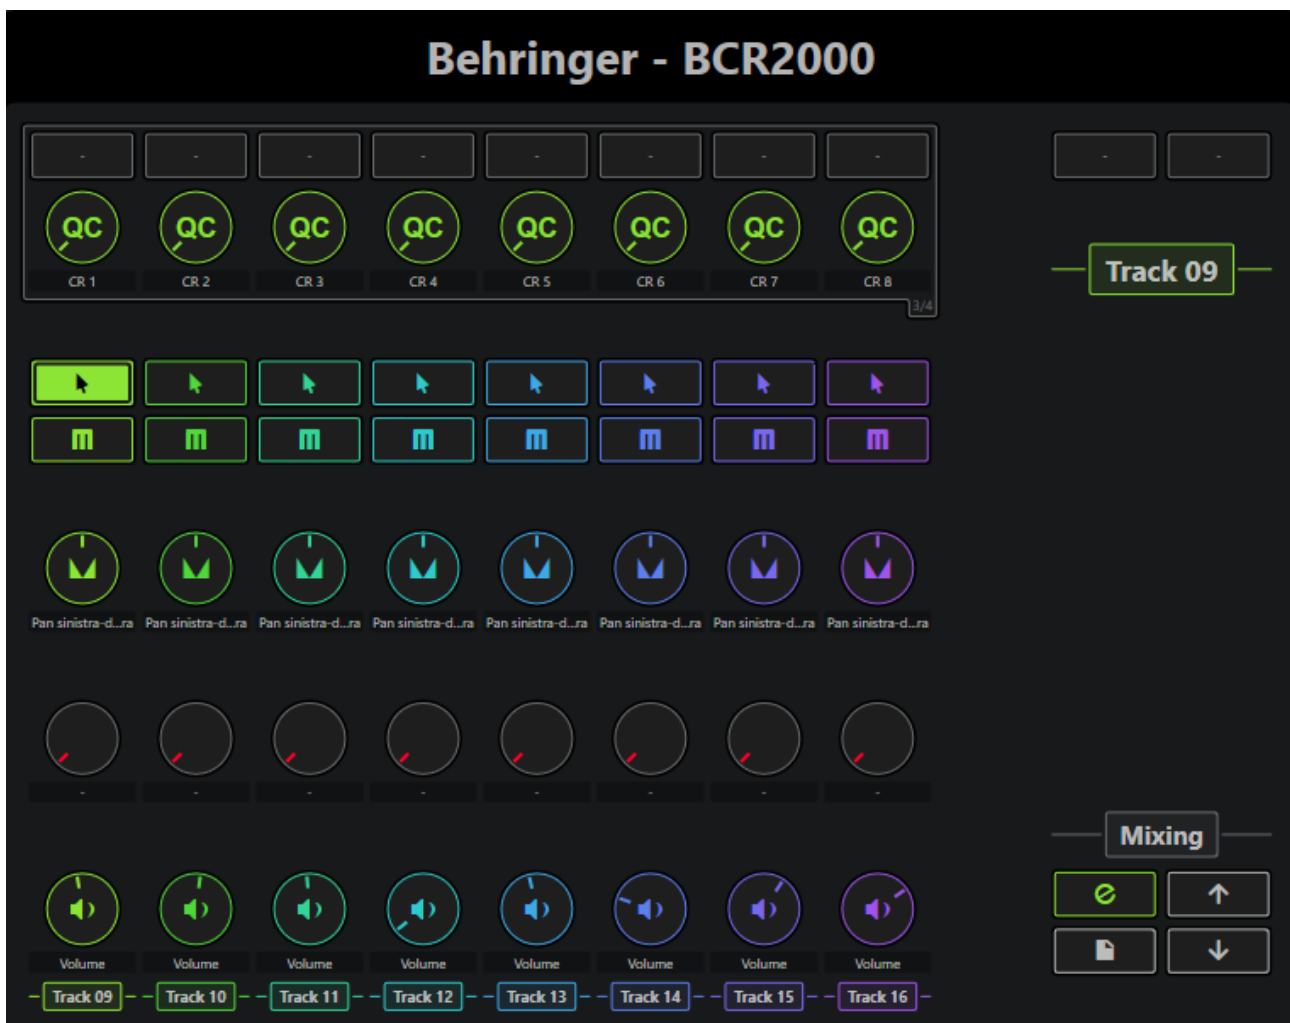 Behringer - BCR2000
- - - - - - - - - -
QC QC QC QC QC QC QC QC
CR 1 CR 2 CR 3 CR 4 CR 5 CR 6 CR 7 CR 8
Track 09
3/4
m m m m m m m m
Pan sinistra-d...ra Pan sinistra-d...ra Pan sinistra-d...ra Pan sinistra-d...ra Pan sinistra-d...ra Pan sinistra-d...ra Pan sinistra-d...ra Pan sinistra-d...ra
- - - - - - - -
Mixing
e
Volume Volume Volume Volume Volume Volume Volume Volume
Track 09 Track 10 Track 11 Track 12 Track 13 Track 14 Track 15 Track 16